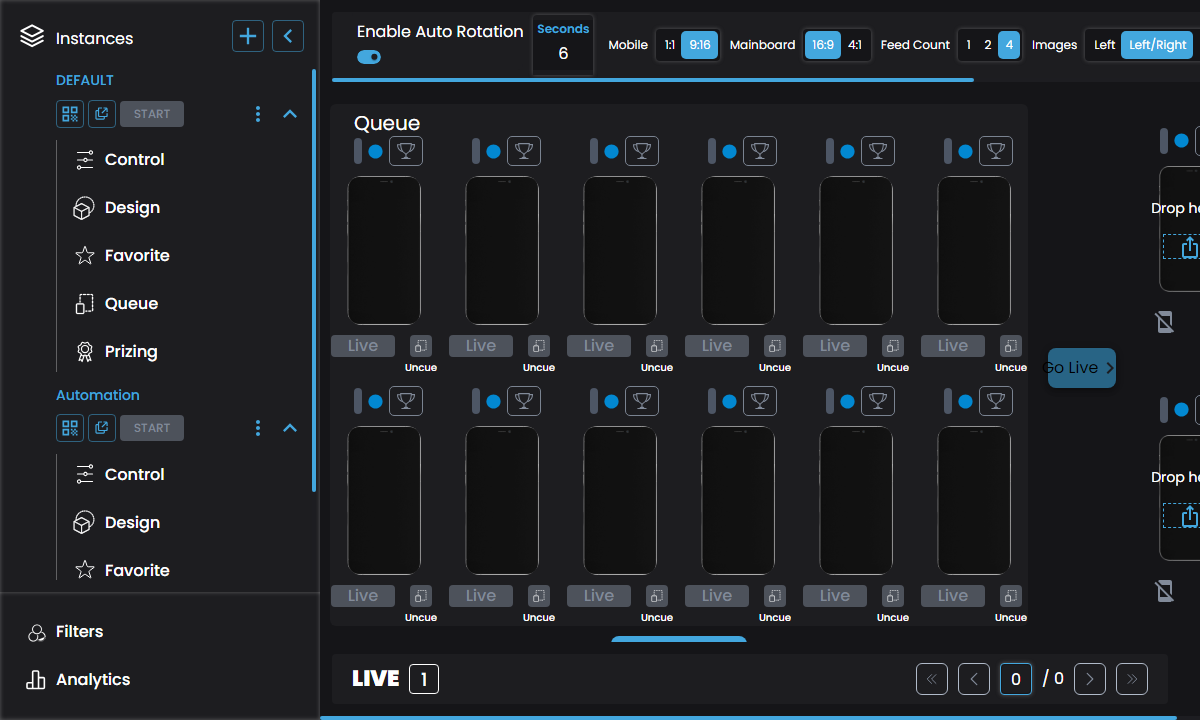 Instances
DEFAULT
START
Control
Design
Favorite
Queue
Prizing
Automation
START
Control
Design
Favorite
Filters
Analytics
Enable Auto Rotation
Seconds
6
Mobile 1:1 9:16 Mainboard 16:9 4:1 Feed Count 1 2 4 Images Left Left/Right
Queue
Live Live Live Live Live Live
Uncue Uncue Uncue Uncue Uncue Uncue
Live Live Live Live Live Live
Uncue Uncue Uncue Uncue Uncue Uncue
Go Live
Drop he
Drop he
LIVE 1
0 / 0